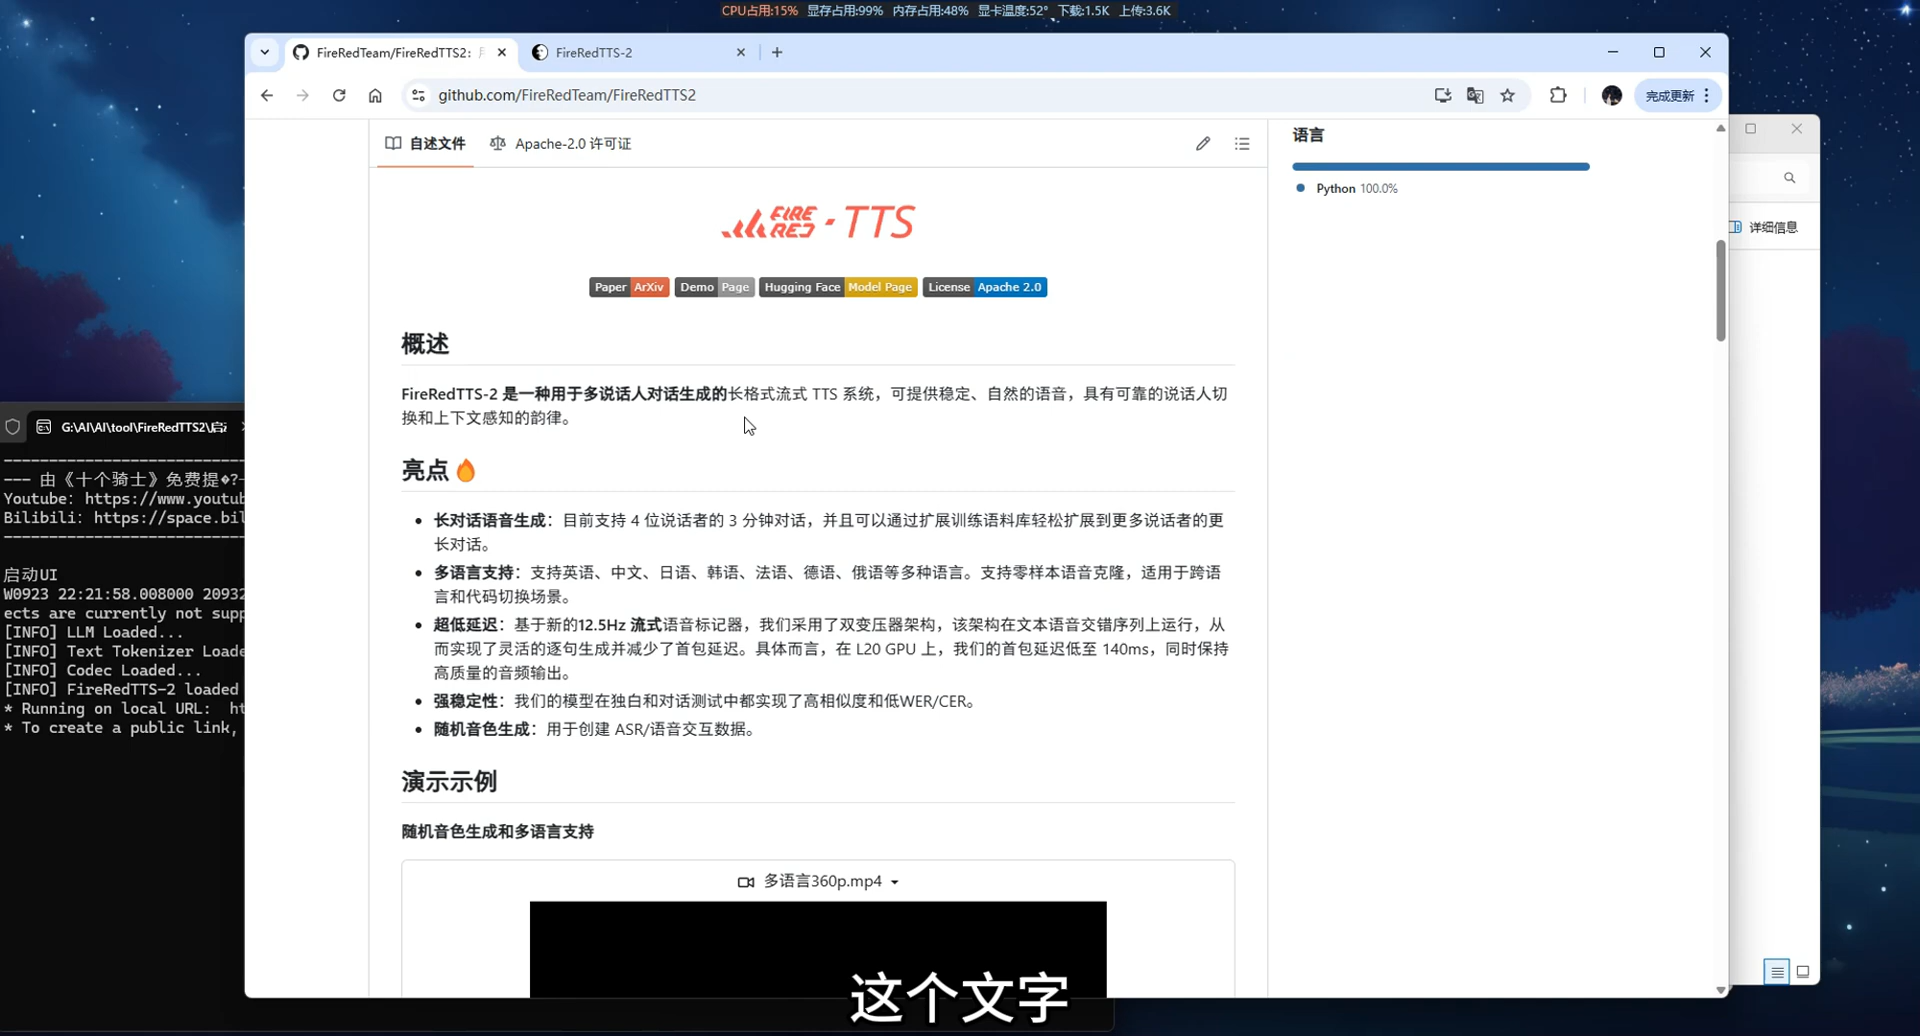 CPU占用:15% 显存占用:99% 内存占用:48% 显卡温度:52° 下载:1.5K 上传:3.6K
FireRedTeam/FireRedTTS2:
FireRedTTS-2
github.com/FireRedTeam/FireRedTTS2
完成更新
自述文件
Apache-2.0 许可证
语言
Python 100.0%
详细信息
FIRE RED - TTS
Paper ArXiv Demo Page Hugging Face Model Page License Apache 2.0
概述
FireRedTTS-2 是一种用于多说话人对话生成的长格式流式 TTS 系统，可提供稳定、自然的语音，具有可靠的说话人切
换和上下文感知的韵律。
亮点🔥
长对话语音生成：目前支持 4 位说话者的 3 分钟对话，并且可以通过扩展训练语料库轻松扩展到更多说话者的更
长对话。
多语言支持：支持英语、中文、日语、韩语、法语、德语、俄语等多种语言。支持零样本语音克隆，适用于跨语
言和代码切换场景。
超低延迟：基于新的12.5Hz 流式语音标记器，我们采用了双变压器架构，该架构在文本语音交错序列上运行，从
而实现了灵活的逐句生成并减少了首包延迟。具体而言，在 L20 GPU 上，我们的首包延迟低至 140ms，同时保持
高质量的音频输出。
强稳定性：我们的模型在独白和对话测试中都实现了高相似度和低WER/CER。
随机音色生成：用于创建 ASR/语音交互数据。
演示示例
随机音色生成和多语言支持
多语言360p.mp4
G:\AI\AI\tool\FireRedTTS2\启
--- 由《十个骑士》免费提�?-
Youtube: https://www.youtub
Bilibili: https://space.bil
启动UI
W0923 22:21:58.008000 20932
ects are currently not supp
[INFO] LLM Loaded...
[INFO] Text Tokenizer Loade
[INFO] Codec Loaded...
[INFO] FireRedTTS-2 loaded
* Running on local URL:  ht
* To create a public link,
这个文字